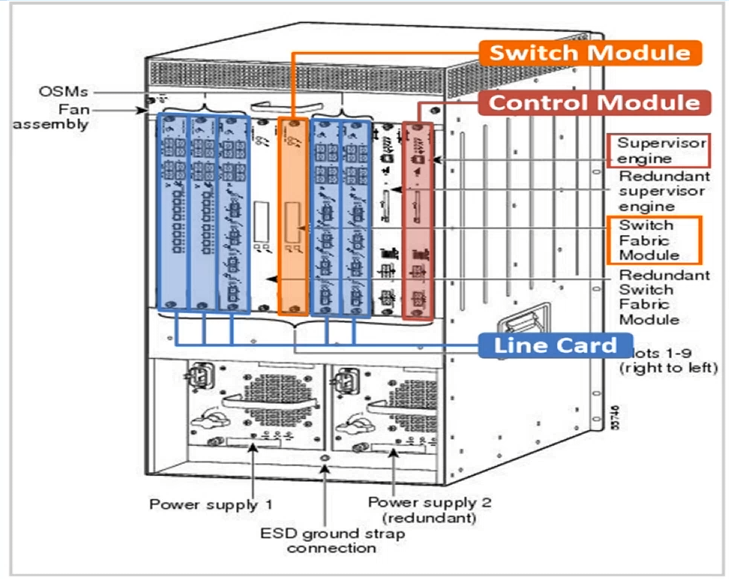 Switch Module
OSMs
Fan
assembly
Control Module
Supervisor
engine
Redundant
supervisor
engine
Switch
Fabric
Module
Redundant
Switch
Fabric
Module
Line Card
lots 1-9
(right to left)
55746
Power supply 1
Power supply 2
(redundant)
ESD ground strap
connection